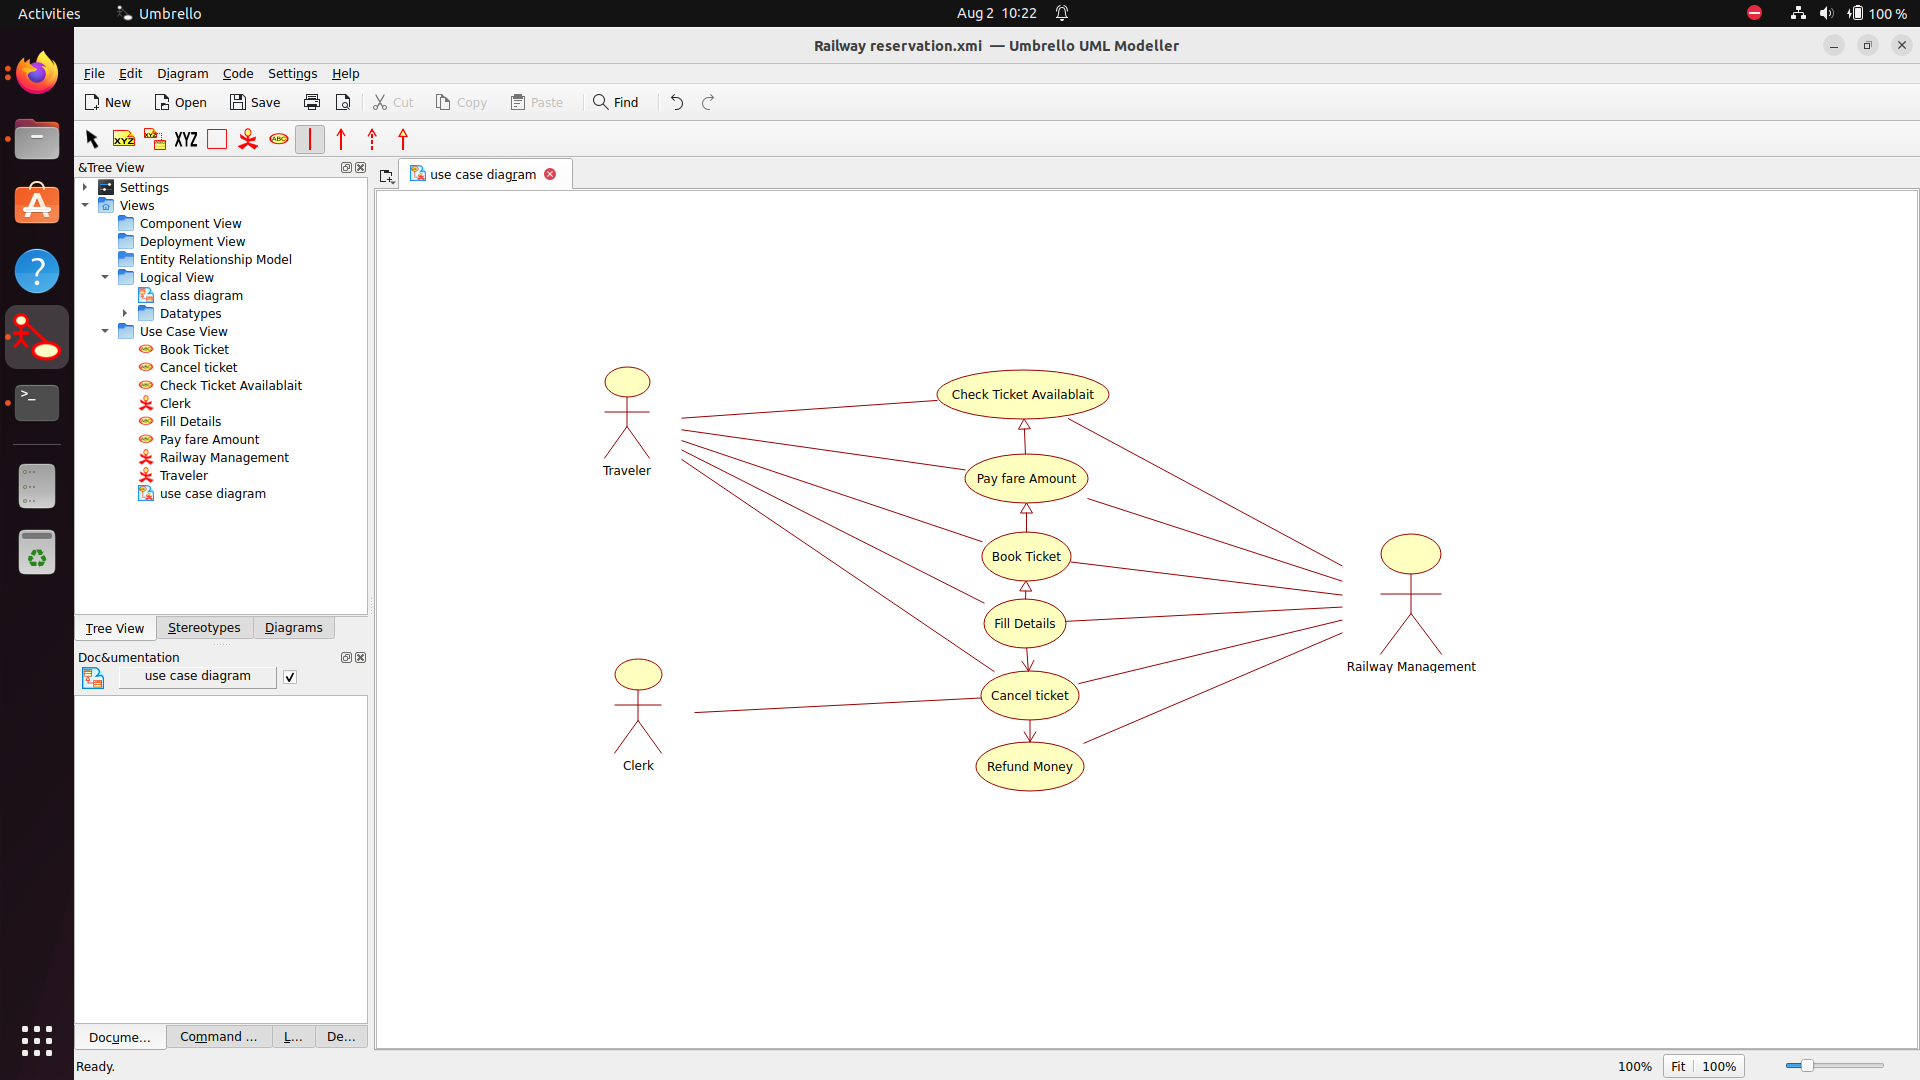 Activities Umbrello Aug 2 10:22 100 %
Railway reservation.xmi — Umbrello UML Modeller
File Edit Diagram Code Settings Help
New Open Save Cut Copy Paste Find
XYZ XYZ XYZ ABC
&Tree View
use case diagram
Settings
Views
Component View
Deployment View
Entity Relationship Model
Logical View
class diagram
Datatypes
Use Case View
Book Ticket
Cancel ticket
Check Ticket Availablait
Clerk
Fill Details
Pay fare Amount
Railway Management
Traveler
use case diagram
Tree View Stereotypes Diagrams
Doc&umentation
use case diagram
Docume... Command ... L... De...
Ready.
100% Fit 100%
Traveler
Check Ticket Availablait
Pay fare Amount
Book Ticket
Fill Details
Railway Management
Cancel ticket
Clerk
Refund Money